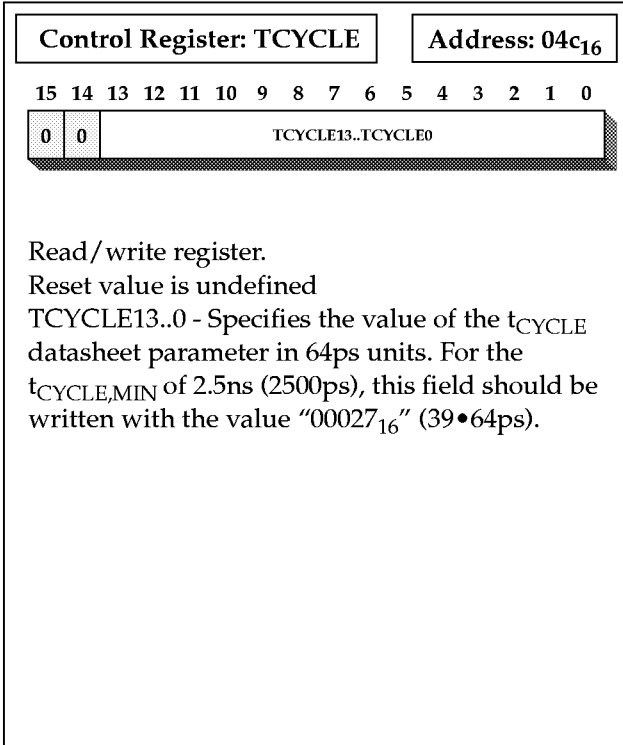 Control Register: TCYCLE
Address: 04c₁₆
15 14 13 12 11 10 9 8 7 6 5 4 3 2 1 0
0 0 TCYCLE13..TCYCLE0
Read/write register.
Reset value is undefined
TCYCLE13..0 - Specifies the value of the t_CYCLE
datasheet parameter in 64ps units. For the
t_CYCLE,MIN of 2.5ns (2500ps), this field should be
written with the value “00027₁₆” (39•64ps).